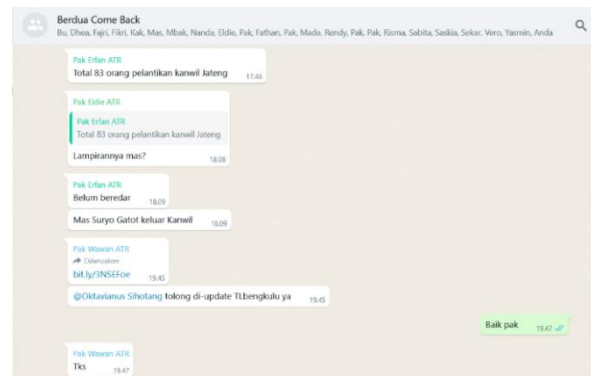 Berdua Come Back
Bu, Dhea, Fajri, Fikri, Kak, Mas, Mbak, Nanda, Eldie, Pak, Fathan, Pak, Made, Rendy, Pak, Pak, Risma, Sabita, Saskia, Sekar, Vero, Yasmin, Anda
Pak Erfan ATR
Total 83 orang pelantikan kanwil Jateng 17.46
Pak Eldie ATR
Pak Erfan ATR
Total 83 orang pelantikan kanwil Jateng
Lampirannya mas? 18.08
Pak Erfan ATR
Belum beredar 18.09
Mas Suryo Gatot keluar Kanwil 18.09
Pak Wawan ATR
Diteruskan
bit.ly/3NSEFoe 19.45
@Oktavianus Sihotang tolong di-update TLbengkulu ya 19.45
Baik pak 19.47
Pak Wawan ATR
Tks 19.47